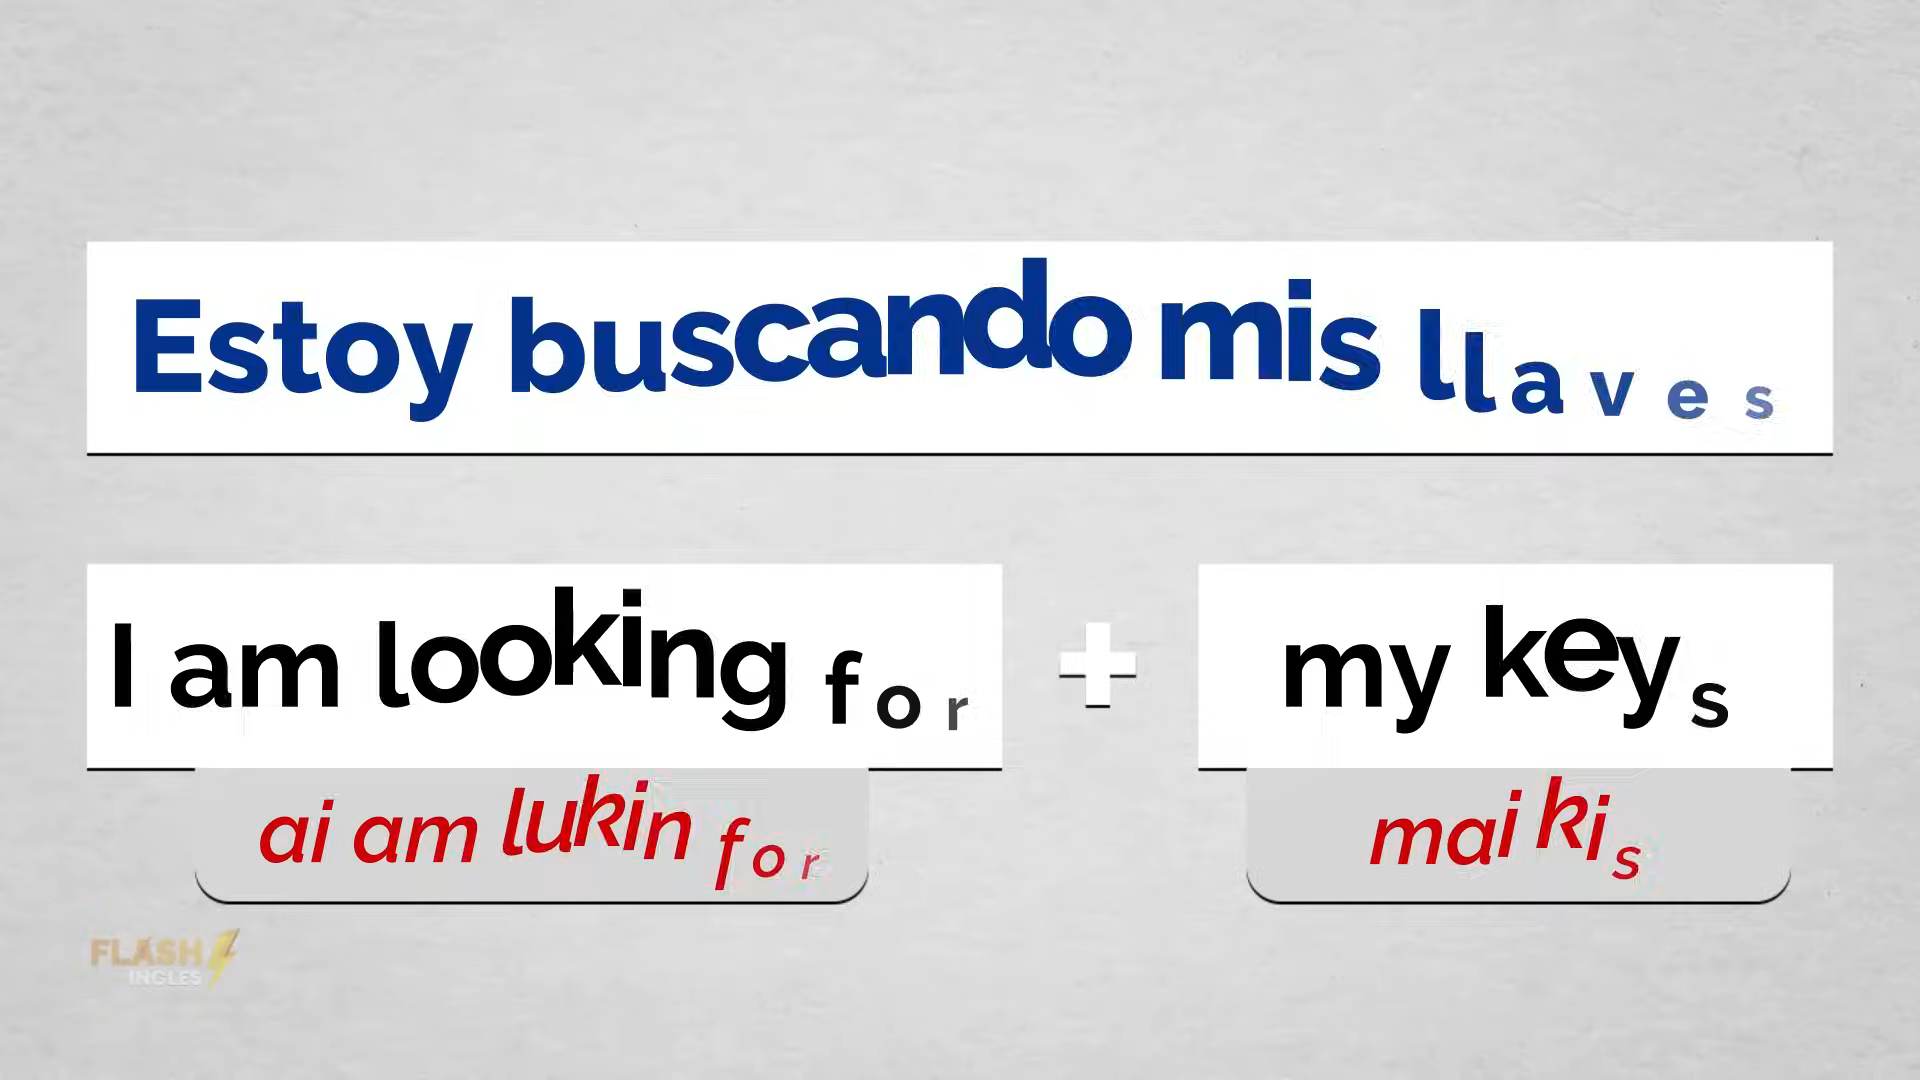 Estoy buscando mis llaves
I am looking for + my keys
ai am lukin for mai kis
FLASH
INGLES